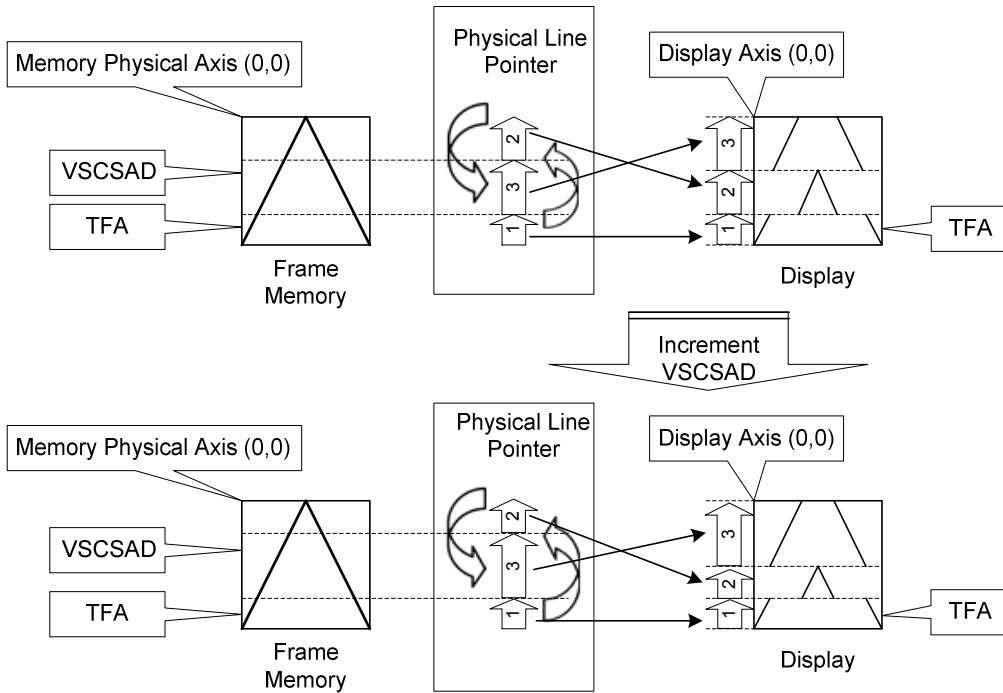 Physical Line
Pointer
Memory Physical Axis (0,0)
Display Axis (0,0)
VSCSAD
TFA
2
3
1
3
2
1
TFA
Frame
Memory
Display
Increment
VSCSAD
Physical Line
Pointer
Memory Physical Axis (0,0)
Display Axis (0,0)
VSCSAD
TFA
2
3
1
3
2
1
TFA
Frame
Memory
Display